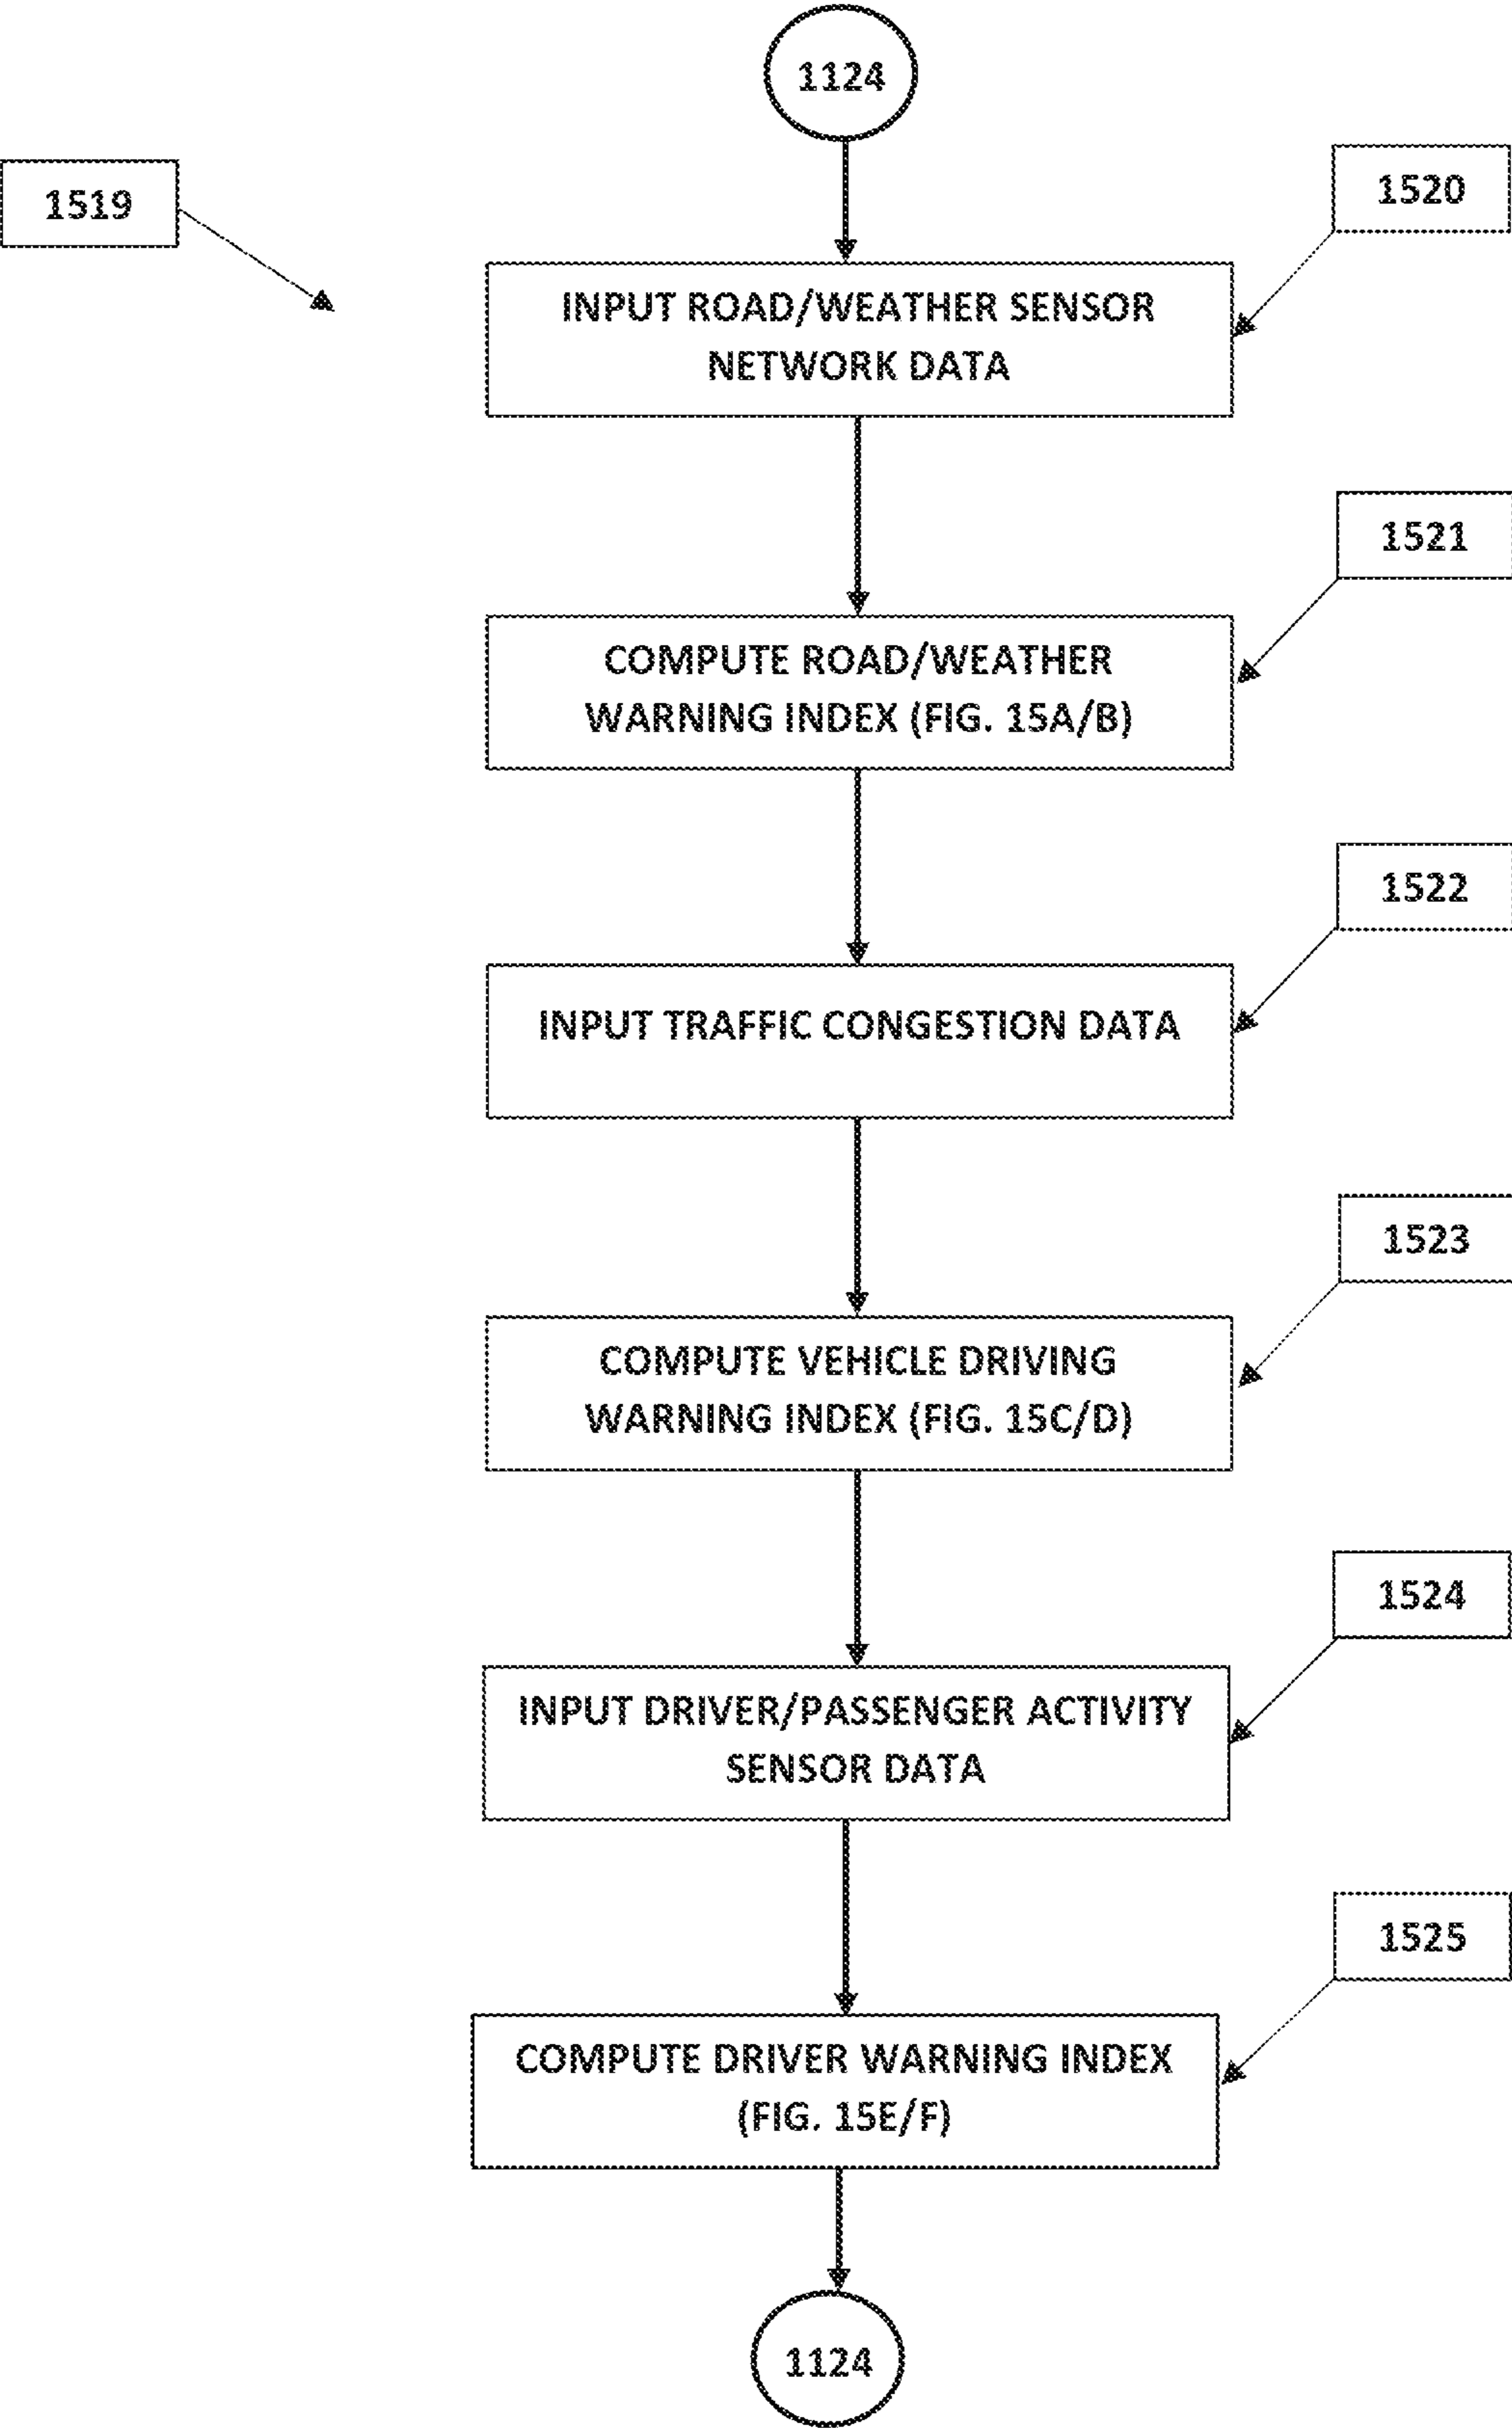 1124
1519
1520
INPUT ROAD/WEATHER SENSOR
NETWORK DATA
1521
COMPUTE ROAD/WEATHER
WARNING INDEX (FIG. 15A/B)
1522
INPUT TRAFFIC CONGESTION DATA
1523
COMPUTE VEHICLE DRIVING
WARNING INDEX (FIG. 15C/D)
1524
INPUT DRIVER/PASSENGER ACTIVITY
SENSOR DATA
1525
COMPUTE DRIVER WARNING INDEX
(FIG. 15E/F)
1124